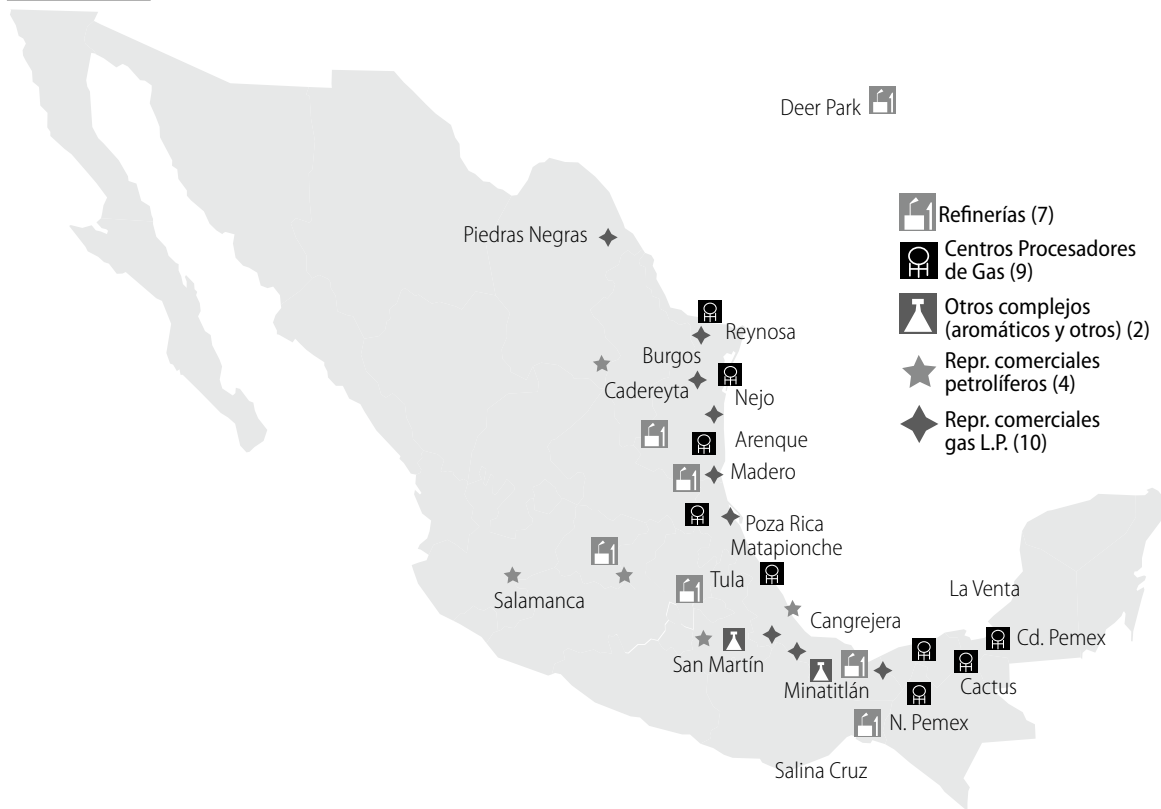 Deer Park
Refinerías (7)
Centros Procesadores
de Gas (9)
Otros complejos
(aromáticos y otros) (2)
Repr. comerciales
petrolíferos (4)
Repr. comerciales
gas L.P. (10)
Piedras Negras
Reynosa
Burgos
Cadereyta
Nejo
Arenque
Madero
Poza Rica
Matapionche
Tula
Salamanca
La Venta
Cangrejera
Cd. Pemex
San Martín
Minatitlán
Cactus
N. Pemex
Salina Cruz